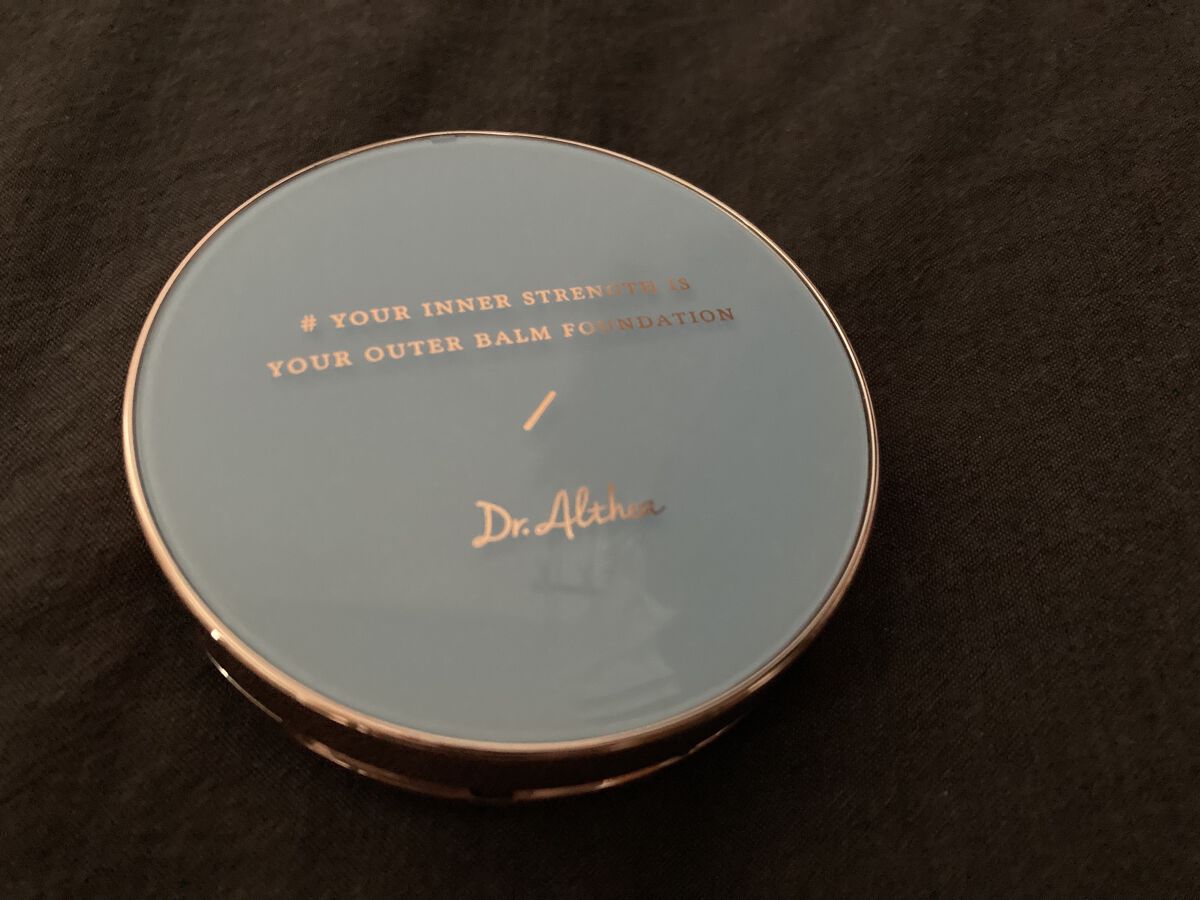 # YOUR INNER STRENGTH IS
YOUR OUTER BALM FOUNDATION
/
Dr. Althea